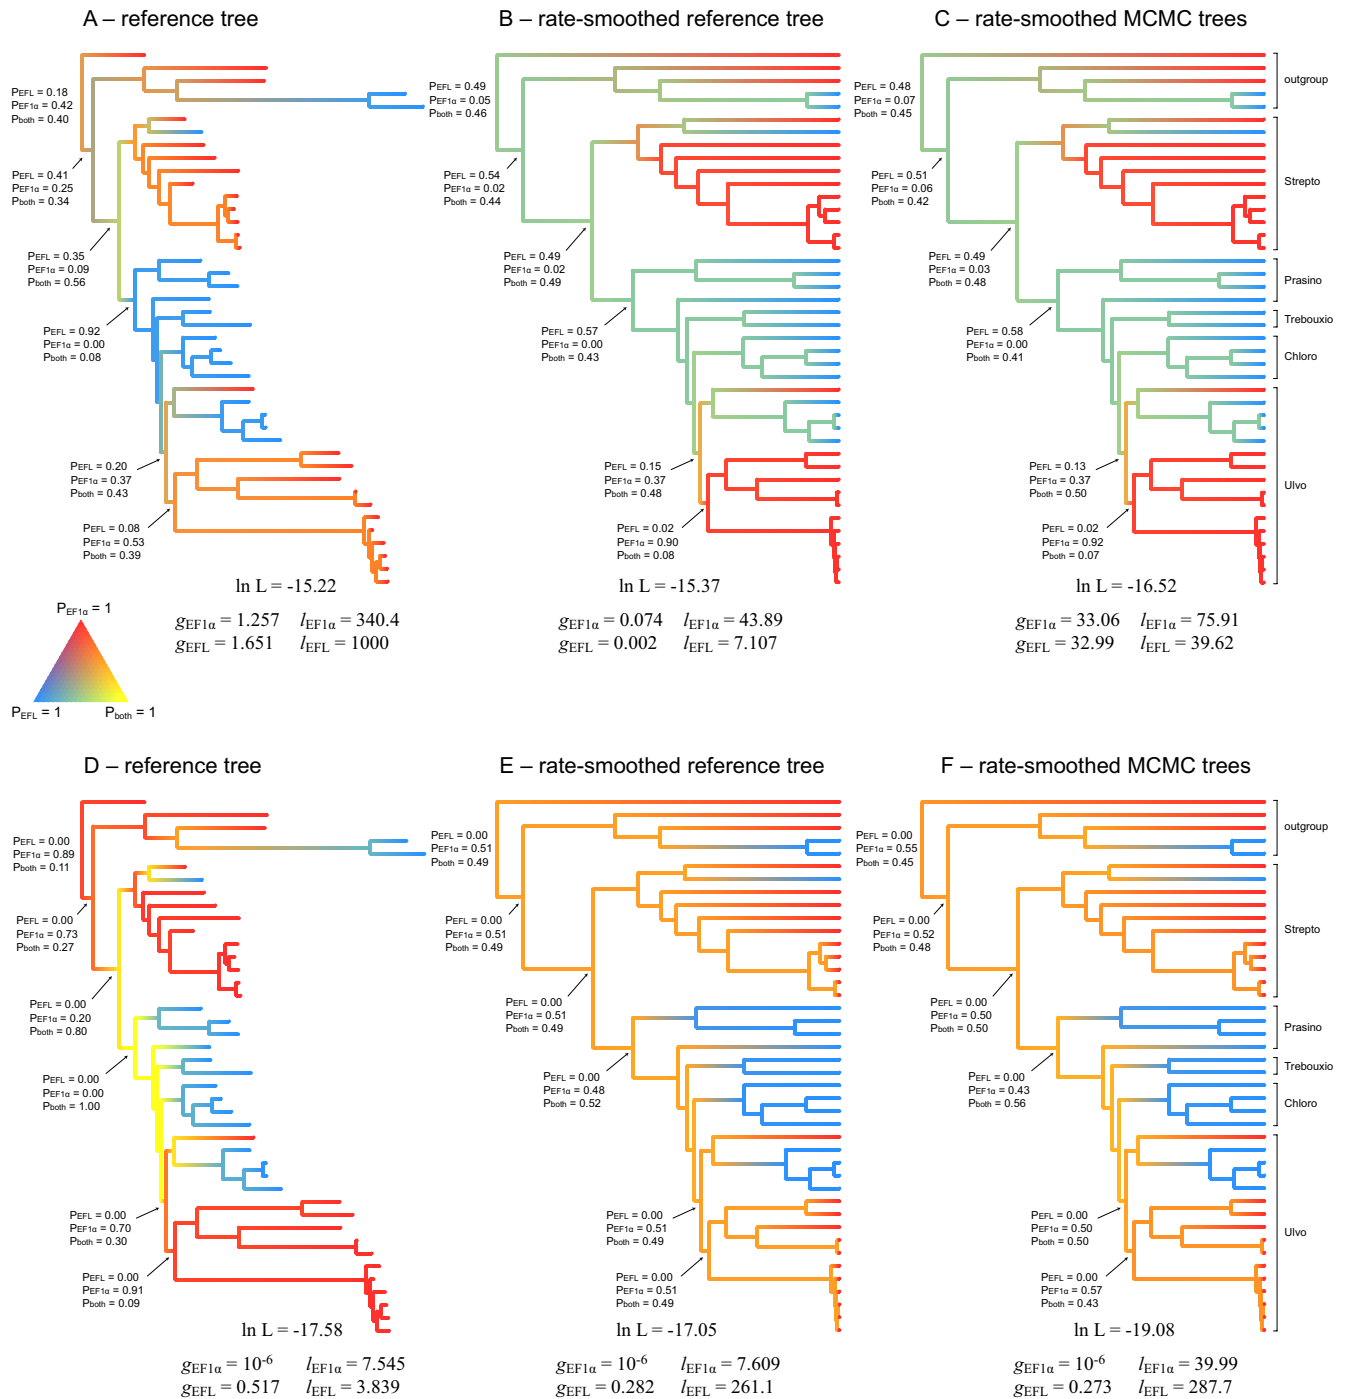 A – reference tree
B – rate-smoothed reference tree
C – rate-smoothed MCMC trees
PEFL = 0.18
PEF1α = 0.42
Pboth = 0.40
PEFL = 0.41
PEF1α = 0.25
Pboth = 0.34
PEFL = 0.35
PEF1α = 0.09
Pboth = 0.56
PEFL = 0.92
PEF1α = 0.00
Pboth = 0.08
PEFL = 0.20
PEF1α = 0.37
Pboth = 0.43
PEFL = 0.08
PEF1α = 0.53
Pboth = 0.39
ln L = -15.22
gEF1α = 1.257 lEF1α = 340.4
gEFL = 1.651 lEFL = 1000
PEFL = 0.49
PEF1α = 0.05
Pboth = 0.46
PEFL = 0.54
PEF1α = 0.02
Pboth = 0.44
PEFL = 0.49
PEF1α = 0.02
Pboth = 0.49
PEFL = 0.57
PEF1α = 0.00
Pboth = 0.43
PEFL = 0.15
PEF1α = 0.37
Pboth = 0.48
PEFL = 0.02
PEF1α = 0.90
Pboth = 0.08
ln L = -15.37
gEF1α = 0.074 lEF1α = 43.89
gEFL = 0.002 lEFL = 7.107
PEFL = 0.48
PEF1α = 0.07
Pboth = 0.45
PEFL = 0.51
PEF1α = 0.06
Pboth = 0.42
PEFL = 0.49
PEF1α = 0.03
Pboth = 0.48
PEFL = 0.58
PEF1α = 0.00
Pboth = 0.41
PEFL = 0.13
PEF1α = 0.37
Pboth = 0.50
PEFL = 0.02
PEF1α = 0.92
Pboth = 0.07
ln L = -16.52
gEF1α = 33.06 lEF1α = 75.91
gEFL = 32.99 lEFL = 39.62
outgroup
Strepto
Prasino
Trebouxio
Chloro
Ulvo
PEF1α = 1
PEFL = 1
Pboth = 1
D – reference tree
E – rate-smoothed reference tree
F – rate-smoothed MCMC trees
PEFL = 0.00
PEF1α = 0.89
Pboth = 0.11
PEFL = 0.00
PEF1α = 0.73
Pboth = 0.27
PEFL = 0.00
PEF1α = 0.20
Pboth = 0.80
PEFL = 0.00
PEF1α = 0.00
Pboth = 1.00
PEFL = 0.00
PEF1α = 0.70
Pboth = 0.30
PEFL = 0.00
PEF1α = 0.91
Pboth = 0.09
ln L = -17.58
gEF1α = 10-6 lEF1α = 7.545
gEFL = 0.517 lEFL = 3.839
PEFL = 0.00
PEF1α = 0.51
Pboth = 0.49
PEFL = 0.00
PEF1α = 0.51
Pboth = 0.49
PEFL = 0.00
PEF1α = 0.51
Pboth = 0.49
PEFL = 0.00
PEF1α = 0.48
Pboth = 0.52
PEFL = 0.00
PEF1α = 0.51
Pboth = 0.49
PEFL = 0.00
PEF1α = 0.51
Pboth = 0.49
ln L = -17.05
gEF1α = 10-6 lEF1α = 7.609
gEFL = 0.282 lEFL = 261.1
PEFL = 0.00
PEF1α = 0.55
Pboth = 0.45
PEFL = 0.00
PEF1α = 0.52
Pboth = 0.48
PEFL = 0.00
PEF1α = 0.50
Pboth = 0.50
PEFL = 0.00
PEF1α = 0.43
Pboth = 0.56
PEFL = 0.00
PEF1α = 0.50
Pboth = 0.50
PEFL = 0.00
PEF1α = 0.57
Pboth = 0.43
ln L = -19.08
gEF1α = 10-6 lEF1α = 39.99
gEFL = 0.273 lEFL = 287.7
outgroup
Strepto
Prasino
Trebouxio
Chloro
Ulvo